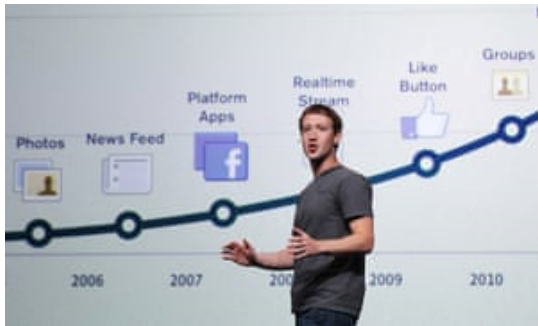 Photos
News Feed
Platform
Apps
Realtime
Stream
Like
Button
Groups
2006
2007
2009
2010